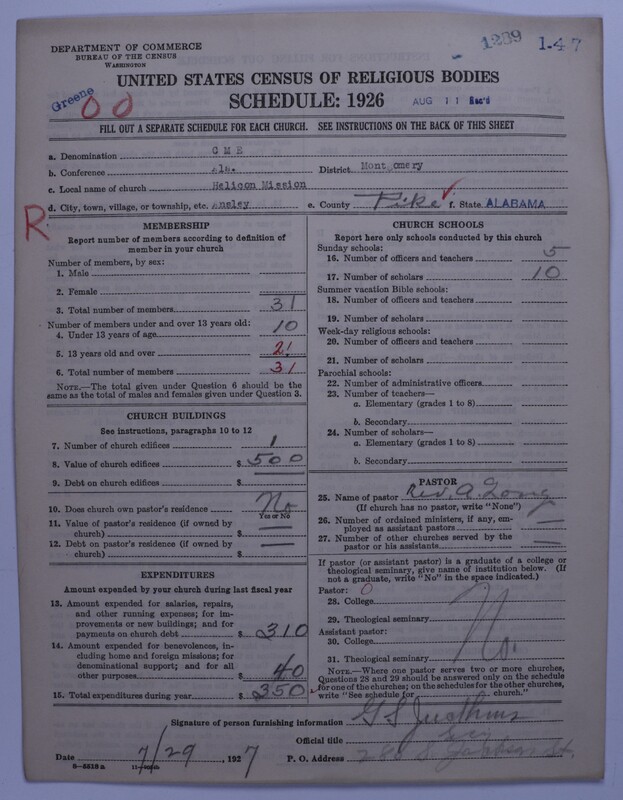 DEPARTMENT OF COMMERCE
BUREAU OF THE CENSUS
WASHINGTON
1239 1-47
UNITED STATES CENSUS OF RELIGIOUS BODIES
Greene
00
SCHEDULE: 1926
AUG 11 Rec'd
FILL OUT A SEPARATE SCHEDULE FOR EACH CHURCH. SEE INSTRUCTIONS ON THE BACK OF THIS SHEET
a. Denomination C M E
b. Conference Ala. District Montgomery
c. Local name of church Helicon Mission
d. City, town, village, or township, etc. Ansley e. County Pike f. State ALABAMA
R
MEMBERSHIP
Report number of members according to definition of
member in your church
Number of members, by sex:
1. Male
2. Female
3. Total number of members 31
Number of members under and over 13 years old:
4. Under 13 years of age 10
5. 13 years old and over 21
6. Total number of members 31
NOTE.—The total given under Question 6 should be the
same as the total of males and females given under Question 3.
CHURCH BUILDINGS
See instructions, paragraphs 10 to 12
7. Number of church edifices 1
8. Value of church edifices $ 500
9. Debt on church edifices $
10. Does church own pastor's residence No
Yes or No
11. Value of pastor's residence (if owned by
church) $
12. Debt on pastor's residence (if owned by
church) $
EXPENDITURES
Amount expended by your church during last fiscal year
13. Amount expended for salaries, repairs,
and other running expenses; for im-
provements or new buildings; and for
payments on church debt $ 310
14. Amount expended for benevolences, in-
cluding home and foreign missions; for
denominational support; and for all
other purposes $ 40
15. Total expenditures during year $ 350
CHURCH SCHOOLS
Report here only schools conducted by this church
Sunday schools:
16. Number of officers and teachers 5
17. Number of scholars 10
Summer vacation Bible schools:
18. Number of officers and teachers
19. Number of scholars
Week-day religious schools:
20. Number of officers and teachers
21. Number of scholars
Parochial schools:
22. Number of administrative officers
23. Number of teachers—
a. Elementary (grades 1 to 8)
b. Secondary
24. Number of scholars—
a. Elementary (grades 1 to 8)
b. Secondary
PASTOR
25. Name of pastor Rev. A.
(If church has no pastor, write "None")
26. Number of ordained ministers, if any, em-
ployed as assistant pastors
27. Number of other churches served by the
pastor or his assistants
If pastor (or assistant pastor) is a graduate of a college or
theological seminary, give name of institution below. (If
not a graduate, write "No" in the space indicated.)
Pastor: 0
28. College
29. Theological seminary No.
Assistant pastor:
30. College
31. Theological seminary
NOTE.—Where one pastor serves two or more churches,
Questions 28 and 29 should be answered only on the schedule
for one of the churches; on the schedules for the other churches,
write "See schedule for church."
Signature of person furnishing information G S
Official title
Date 7/29, 1927 P. O. Address S. Jackson St.
8-5518 a